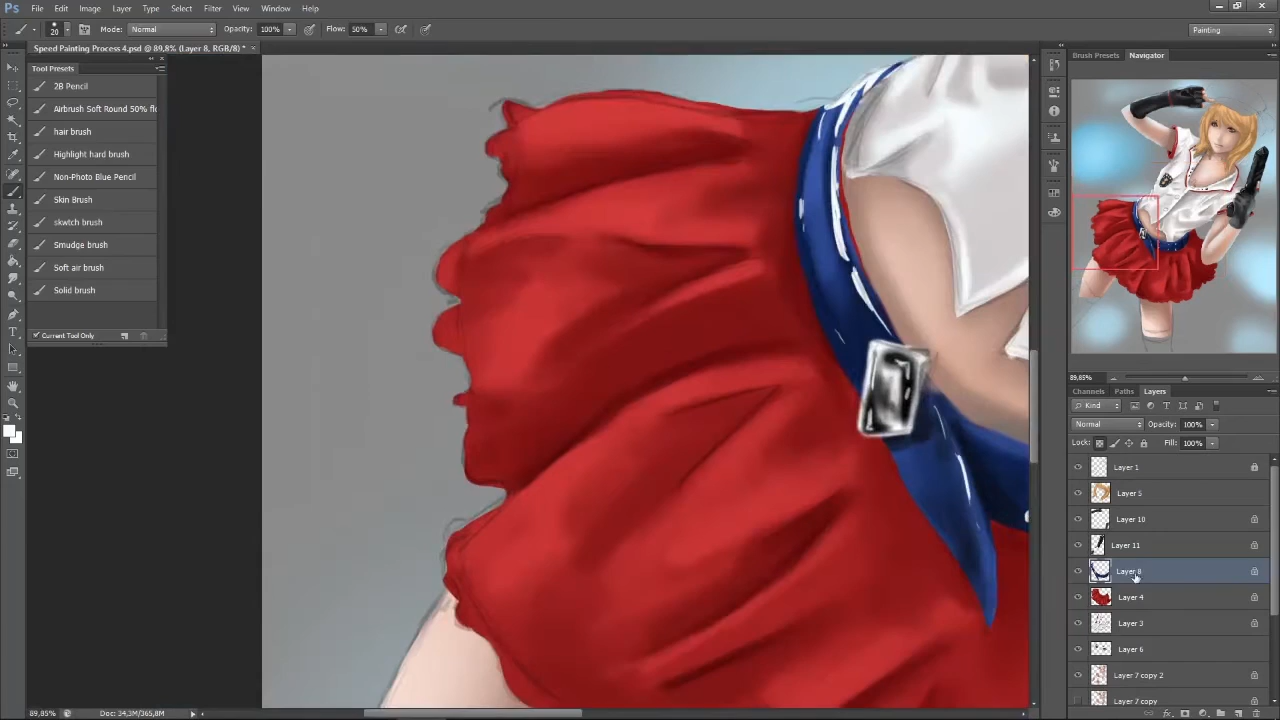 Ps File Edit Image Layer Type Select Filter View Window Help
20 Mode: Normal Opacity: 100% Flow: 50% Painting
Speed Painting Process 4.psd @ 89,8% (Layer 8, RGB/8) *
Tool Presets
2B Pencil
Airbrush Soft Round 50% flo
hair brush
Highlight hard brush
Non-Photo Blue Pencil
Skin Brush
skwtch brush
Smudge brush
Soft air brush
Solid brush
Current Tool Only
Brush Presets Navigator
89,85%
Channels Paths Layers
Kind
Normal Opacity: 100%
Lock: Fill: 100%
Layer 1
Layer 5
Layer 10
Layer 11
Layer 8
Layer 4
Layer 3
Layer 6
Layer 7 copy 2
Layer 7 copy
89,85% Doc: 34,3M/365,8M